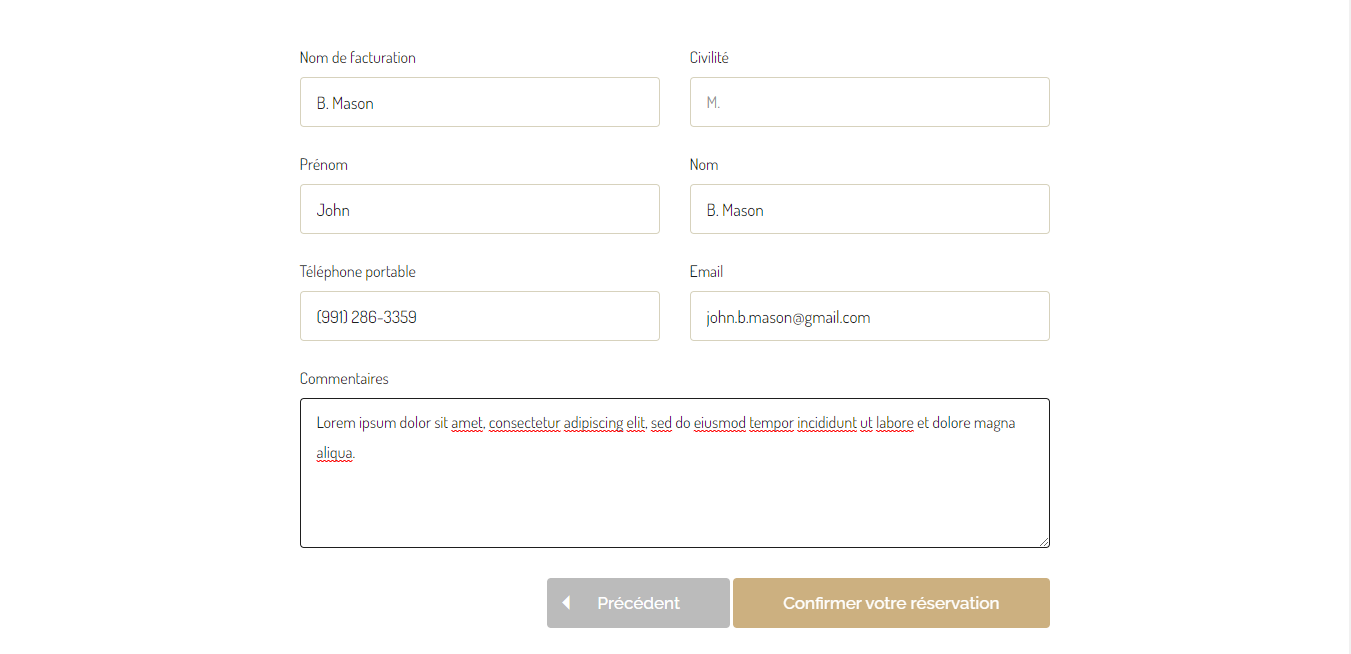 Nom de facturation
Civilité
B. Mason
M.
Prénom
Nom
John
B. Mason
Téléphone portable
Email
(991) 286-3359
john.b.mason@gmail.com
Commentaires
Lorem ipsum dolor sit amet, consectetur adipiscing elit, sed do eiusmod tempor incididunt ut labore et dolore magna
aliqua.
Précédent
Confirmer votre réservation